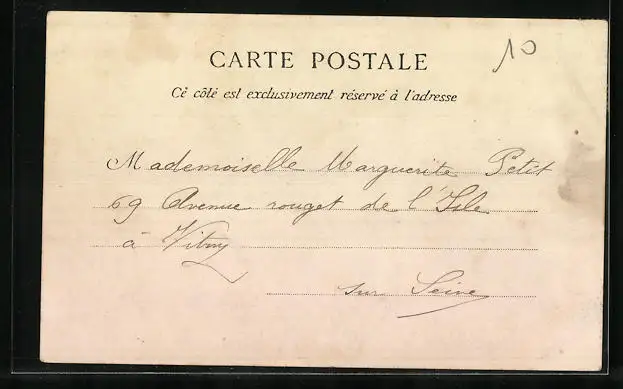 CARTE POSTALE
10
Cè côté est exclusivement réservé à l'adresse
Mademoiselle Marguerite Petit
69 Avenue rouget de l'Isle
à Vitry
sur Seine